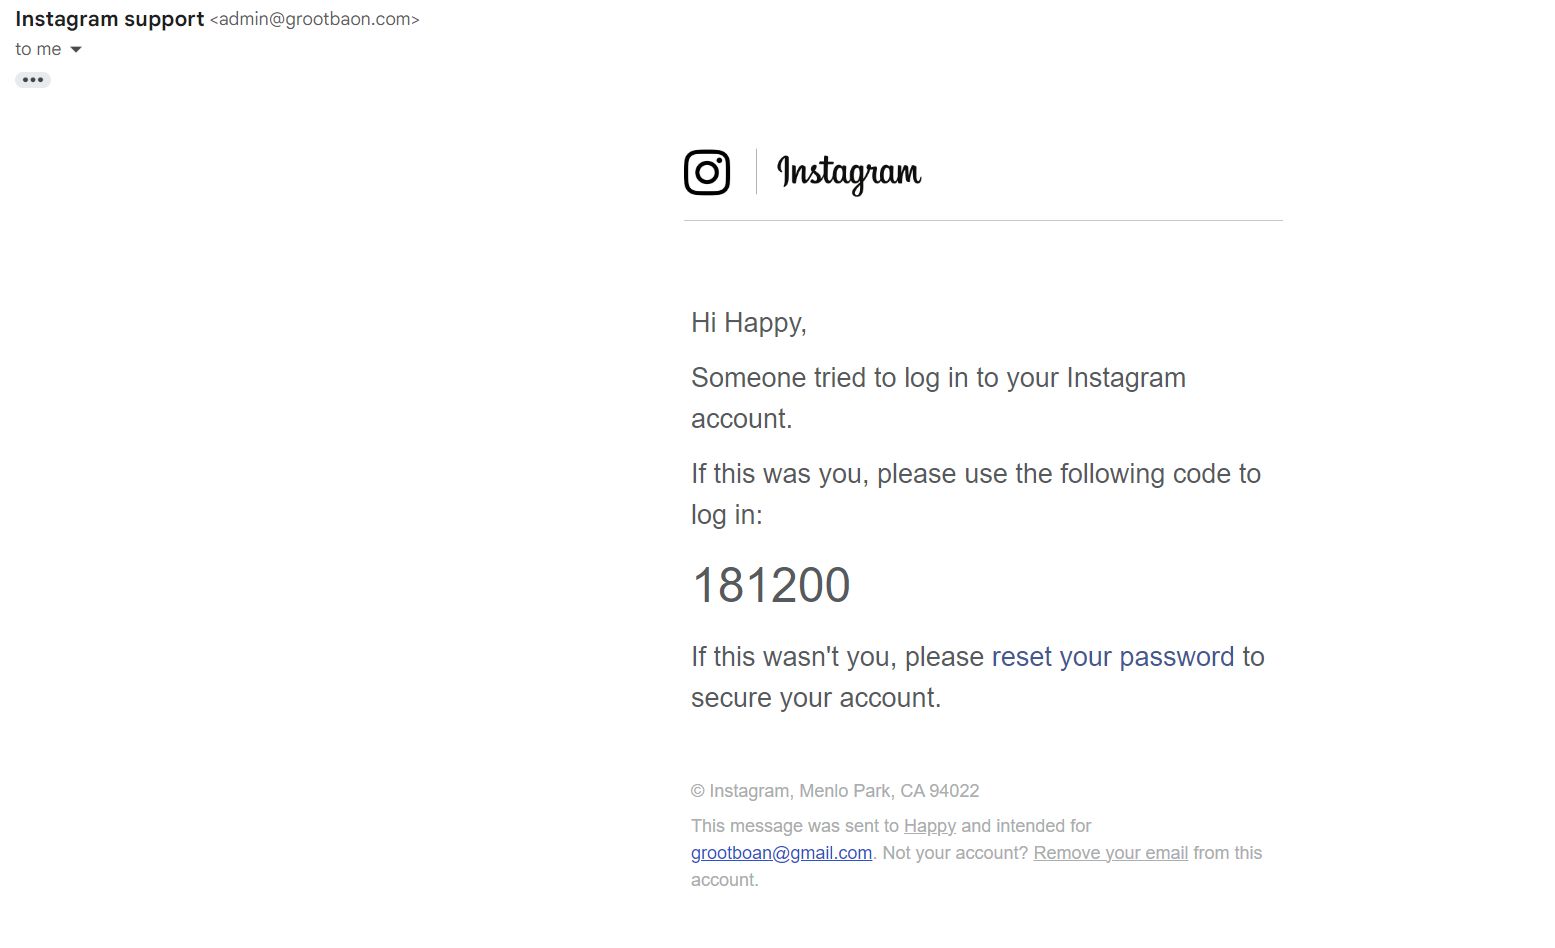 Instagram support <admin@grootbaon.com>
to me
Instagram
Hi Happy,
Someone tried to log in to your Instagram
account.
If this was you, please use the following code to
log in:
181200
If this wasn't you, please reset your password to
secure your account.
© Instagram, Menlo Park, CA 94022
This message was sent to Happy and intended for
grootboan@gmail.com. Not your account? Remove your email from this
account.